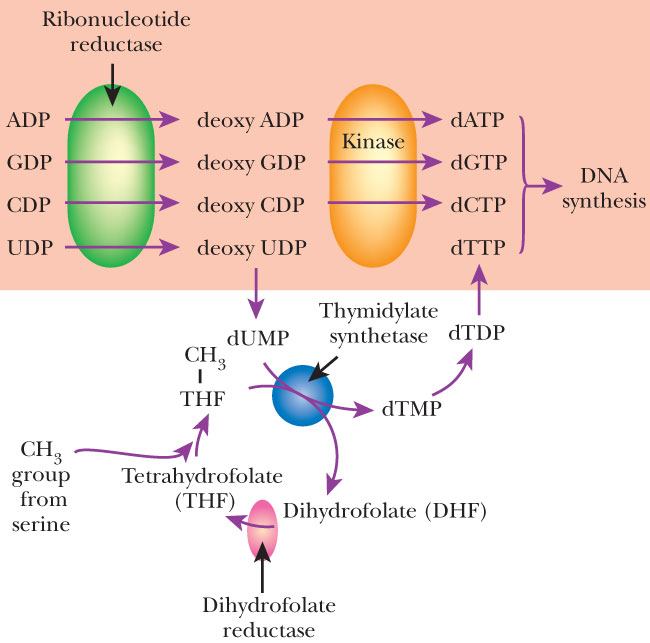 Ribonucleotide
reductase
ADP deoxy ADP dATP
Kinase
GDP deoxy GDP dGTP
DNA
synthesis
CDP deoxy CDP dCTP
UDP deoxy UDP dTTP
Thymidylate
synthetase
dUMP
dTDP
CH3
THF
dTMP
CH3
group
from
serine
Tetrahydrofolate
(THF)
Dihydrofolate (DHF)
Dihydrofolate
reductase